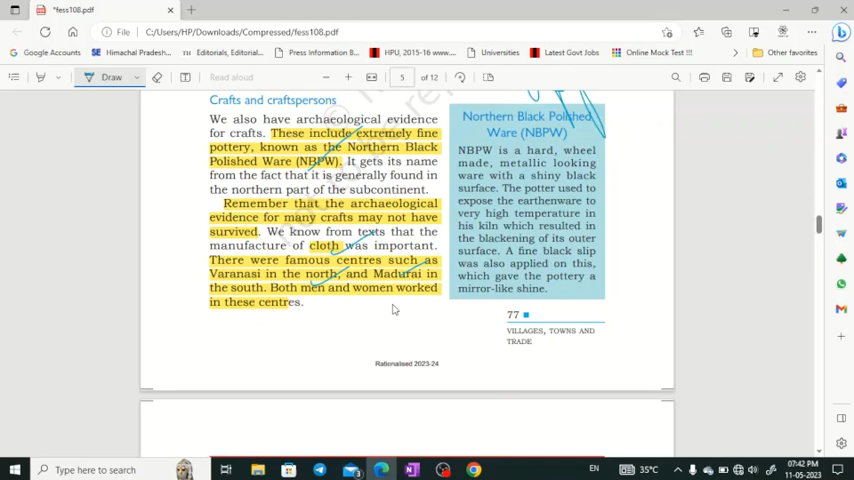 *fess108.pdf
File
C:/Users/HP/Downloads/Compressed/fess108.pdf
Google
Himachal Pradesh...
Editorials, Editorial...
Press Information B...
HPU, 2015-16 www....
Universities
Latest Govt Jobs
Online Mock Test !!!
Other favorites
Draw
Read aloud
5 of 12
Crafts and craftspersons
We also have archaeological evidence
for crafts. These include extremely fine
pottery, known as the Northern Black
Polished Ware (NBPW). It gets its name
from the fact that it is generally found in
the northern part of the subcontinent.
Remember that the archaeological
evidence for many crafts may not have
survived. We know from texts that the
manufacture of cloth was important.
There were famous centres such as
Varanasi in the north, and Madurai in
the south. Both men and women worked
in these centres.
Northern Black Polished
Ware (NBPW)
NBPW is a hard, wheel
made, metallic looking
ware with a shiny black
surface. The potter used to
expose the earthenware to
very high temperature in
his kiln which resulted in
the blackening of its outer
surface. A fine black slip
was also applied on this,
which gave the pottery a
mirror-like shine.
77
VILLAGES, TOWNS AND
TRADE
Rationalised 2023-24
Type here to search
EN
35°C
07:42 PM
11-05-2023